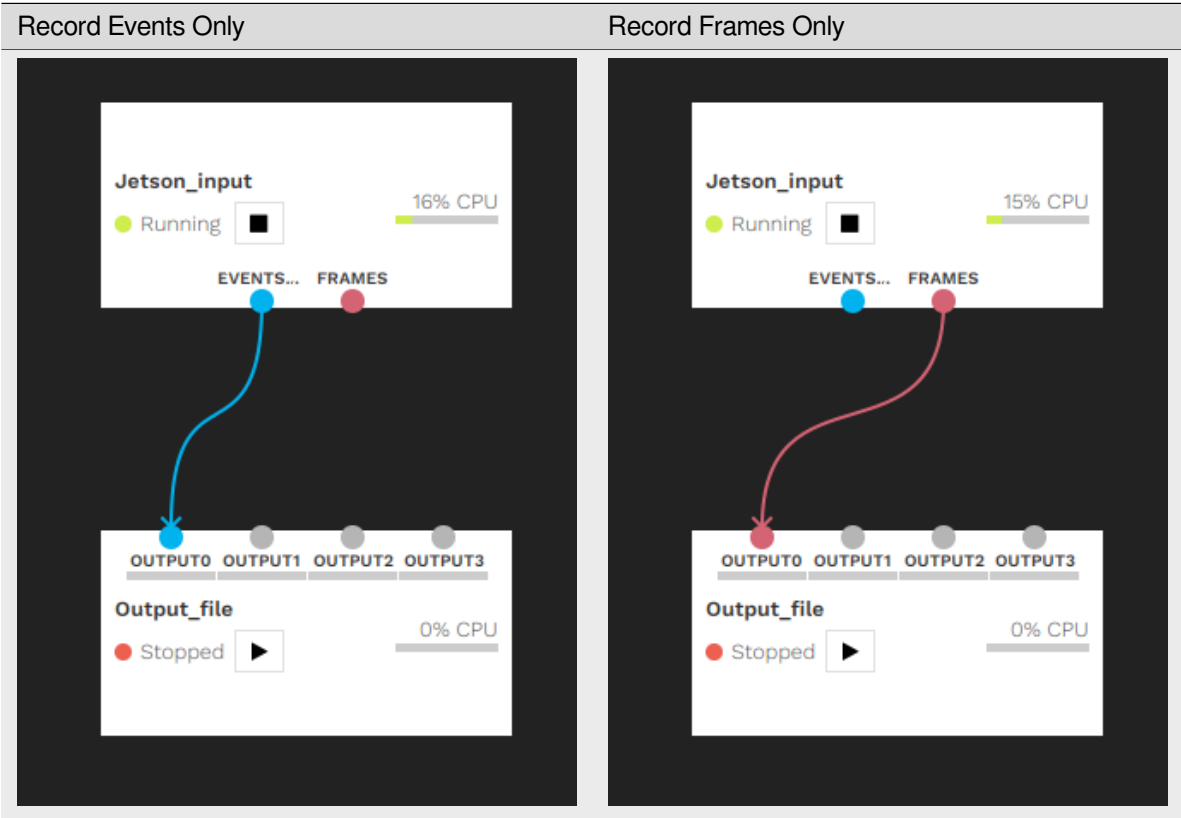 Record Events Only
Record Frames Only
Jetson_input
16% CPU
Running
EVENTS... FRAMES
OUTPUT0 OUTPUT1 OUTPUT2 OUTPUT3
Output_file
0% CPU
Stopped
Jetson_input
15% CPU
Running
EVENTS... FRAMES
OUTPUT0 OUTPUT1 OUTPUT2 OUTPUT3
Output_file
0% CPU
Stopped